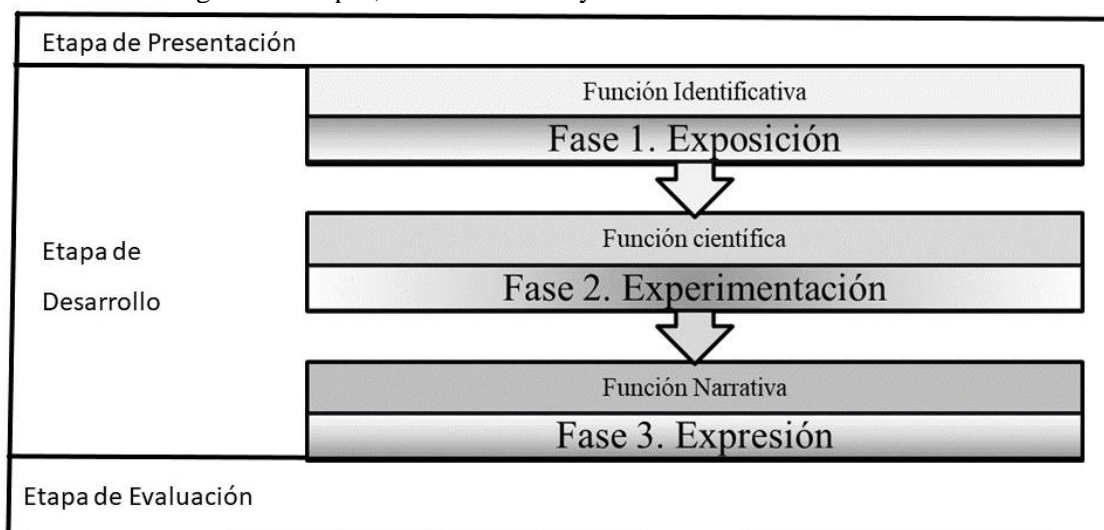 Etapa de Presentación
Función Identificativa
Fase 1. Exposición
Etapa de
Desarrollo
Función científica
Fase 2. Experimentación
Función Narrativa
Fase 3. Expresión
Etapa de Evaluación